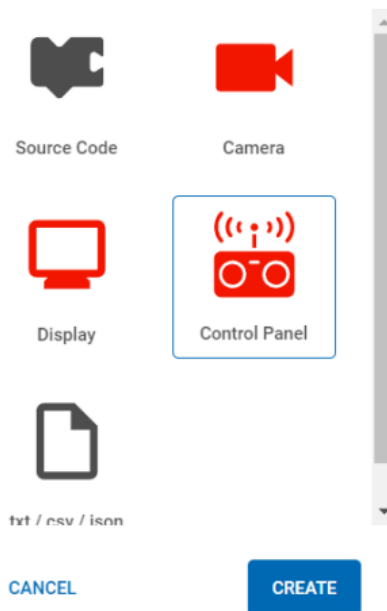 Source Code
Camera
Display
Control Panel
txt / csv / json
CANCEL
CREATE